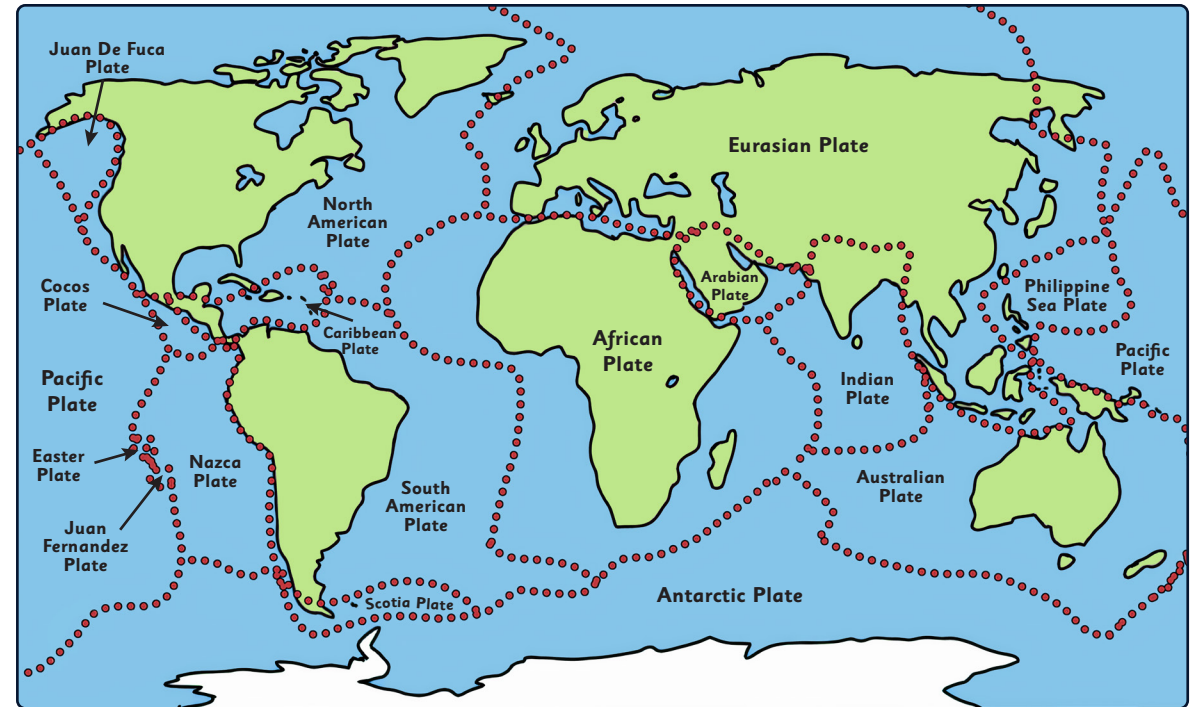 Juan De Fuca
Plate
Eurasian Plate
North
American
Plate
Arabian
Plate
Cocos
Plate
Philippine
Sea Plate
Caribbean
Plate
African
Plate
Pacific
Plate
Pacific
Plate
Indian
Plate
Easter
Plate
Nazca
Plate
South
American
Plate
Australian
Plate
Juan
Fernandez
Plate
Scotia Plate
Antarctic Plate